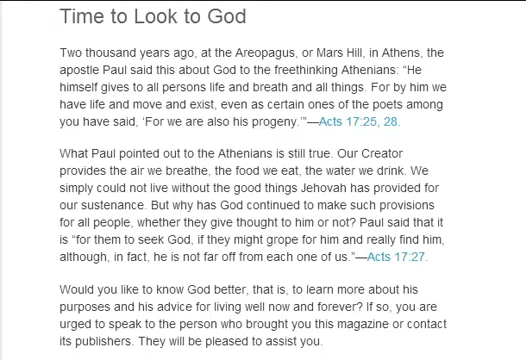 Time to Look to God
Two thousand years ago, at the Areopagus, or Mars Hill, in Athens, the
apostle Paul said this about God to the freethinking Athenians: “He
himself gives to all persons life and breath and all things. For by him we
have life and move and exist, even as certain ones of the poets among
you have said, ‘For we are also his progeny.’”—Acts 17:25, 28.
What Paul pointed out to the Athenians is still true. Our Creator
provides the air we breathe, the food we eat, the water we drink. We
simply could not live without the good things Jehovah has provided for
our sustenance. But why has God continued to make such provisions
for all people, whether they give thought to him or not? Paul said that it
is “for them to seek God, if they might grope for him and really find him,
although, in fact, he is not far off from each one of us.”—Acts 17:27.
Would you like to know God better, that is, to learn more about his
purposes and his advice for living well now and forever? If so, you are
urged to speak to the person who brought you this magazine or contact
its publishers. They will be pleased to assist you.